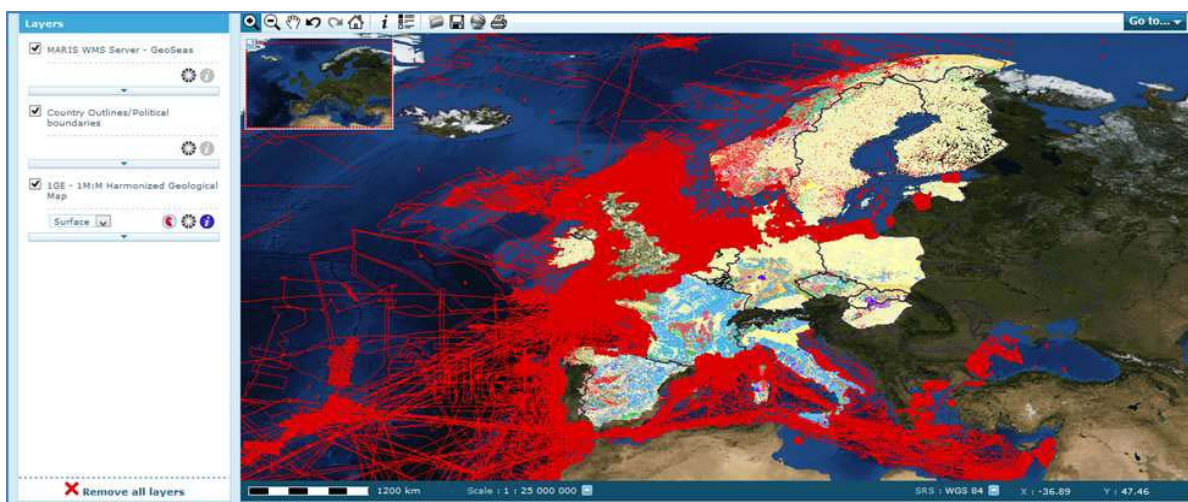 Layers
Go to...
MARIS WMS Server - GeoSeas
Country Outlines/Political
boundaries
1GE - 1M:M Harmonized Geological
Map
Surface
Remove all layers
1200 km
Scale : 1 : 25 000 000
SRS : WGS 84
X : -36.89
Y : 47.46